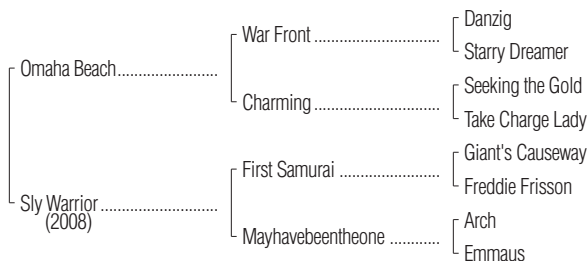 Danzig
War Front
Starry Dreamer
Omaha Beach
Seeking the Gold
Charming
Take Charge Lady
Giant's Causeway
First Samurai
Freddie Frisson
Sly Warrior
(2008)
Arch
Mayhavebeentheone
Emmaus